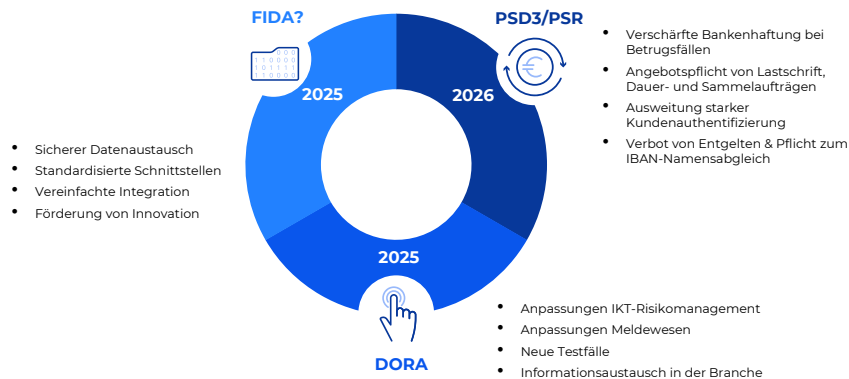 FIDA?
2025
• Sicherer Datenaustausch
• Standardisierte Schnittstellen
• Vereinfachte Integration
• Förderung von Innovation
PSD3/PSR
2026
• Verschärfte Bankenhaftung bei
Betrugsfällen
• Angebotspflicht von Lastschrift,
Dauer- und Sammelaufträgen
• Ausweitung starker
Kundenauthentifizierung
• Verbot von Entgelten & Pflicht zum
IBAN-Namensabgleich
2025
DORA
• Anpassungen IKT-Risikomanagement
• Anpassungen Meldewesen
• Neue Testfälle
• Informationsaustausch in der Branche